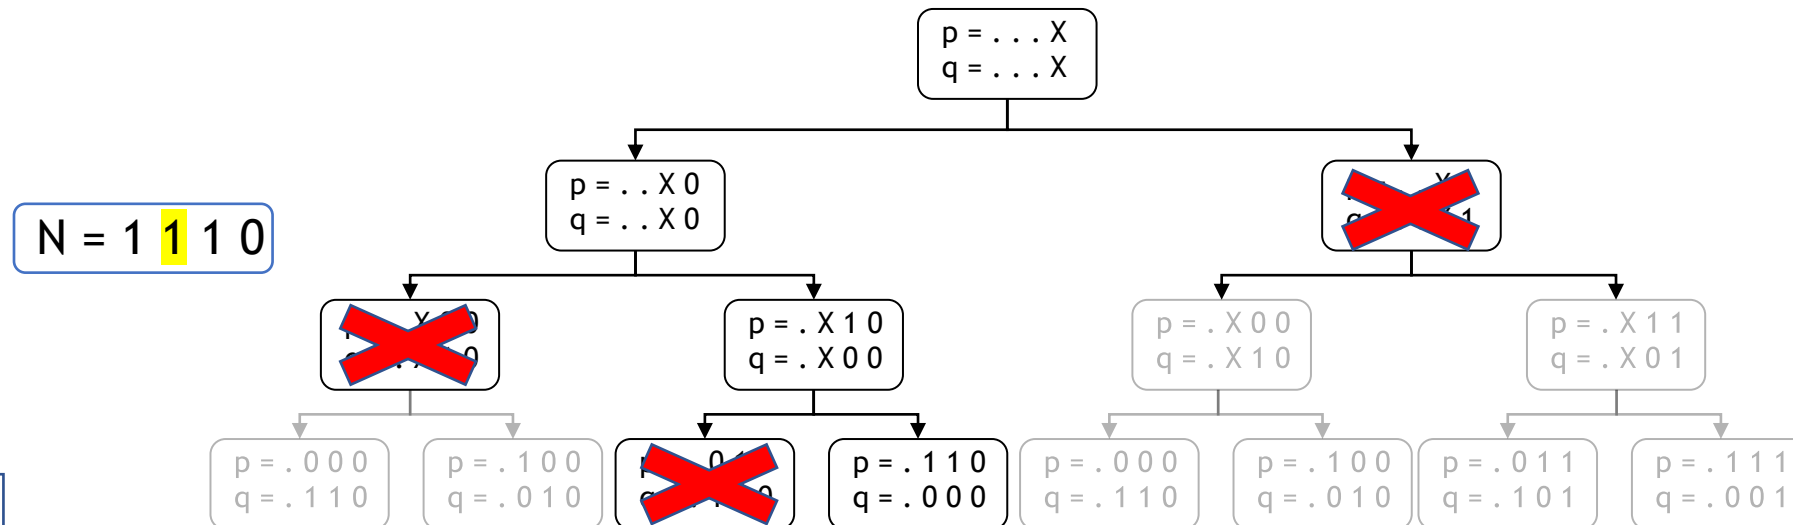 p = . . . X
q = . . . X
p = . . X 0
q = . . X 0
N = 1 1 1 0
p = . X 1 0
q = . X 0 0
p = . X 0 0
q = . X 1 0
p = . X 1 1
q = . X 0 1
p = . 0 0 0
q = . 1 1 0
p = . 1 0 0
q = . 0 1 0
p = . 1 1 0
q = . 0 0 0
p = . 0 0 0
q = . 1 1 0
p = . 1 0 0
q = . 0 1 0
p = . 0 1 1
q = . 1 0 1
p = . 1 1 1
q = . 0 0 1